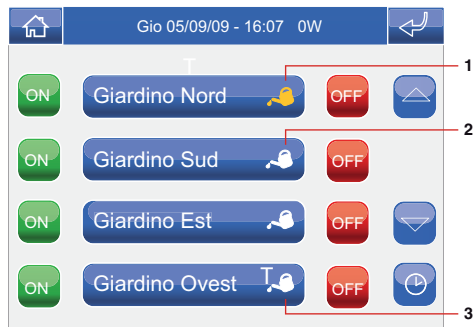 Gio 05/09/09 - 16:07 0W
T
1
ON Giardino Nord OFF
2
ON Giardino Sud OFF
ON Giardino Est OFF
ON Giardino Ovest T OFF
3